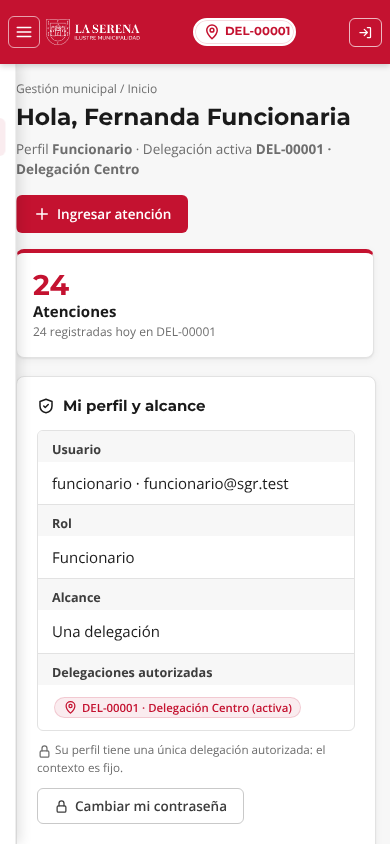 LA SERENA
ILUSTRE MUNICIPALIDAD
DEL-00001
Gestión municipal / Inicio
Hola, Fernanda Funcionaria
Perfil Funcionario · Delegación activa DEL-00001 ·
Delegación Centro
Ingresar atención
24
Atenciones
24 registradas hoy en DEL-00001
Mi perfil y alcance
Usuario
funcionario · funcionario@sgr.test
Rol
Funcionario
Alcance
Una delegación
Delegaciones autorizadas
DEL-00001 · Delegación Centro (activa)
Su perfil tiene una única delegación autorizada: el
contexto es fijo.
Cambiar mi contraseña